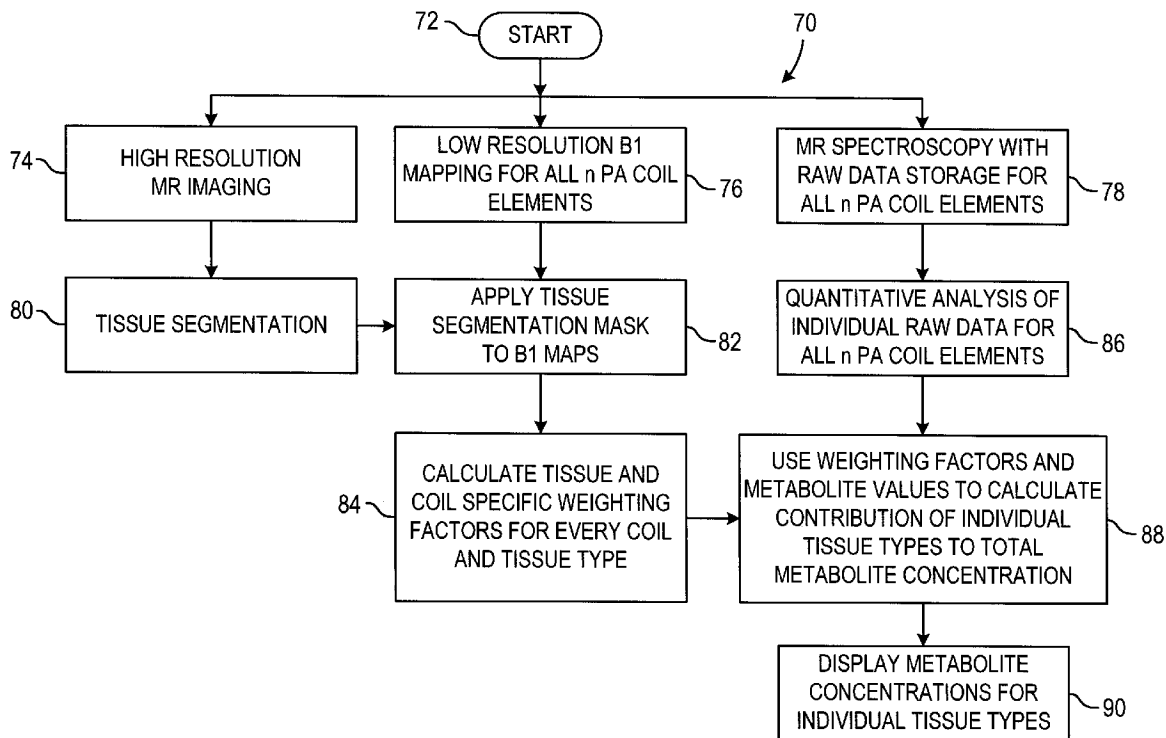 72
START
70
74
HIGH RESOLUTION
MR IMAGING
LOW RESOLUTION B1
MAPPING FOR ALL n PA COIL
ELEMENTS
76
MR SPECTROSCOPY WITH
RAW DATA STORAGE FOR
ALL n PA COIL ELEMENTS
78
80
TISSUE SEGMENTATION
APPLY TISSUE
SEGMENTATION MASK
TO B1 MAPS
82
QUANTITATIVE ANALYSIS OF
INDIVIDUAL RAW DATA FOR
ALL n PA COIL ELEMENTS
86
84
CALCULATE TISSUE AND
COIL SPECIFIC WEIGHTING
FACTORS FOR EVERY COIL
AND TISSUE TYPE
USE WEIGHTING FACTORS AND
METABOLITE VALUES TO CALCULATE
CONTRIBUTION OF INDIVIDUAL
TISSUE TYPES TO TOTAL
METABOLITE CONCENTRATION
88
DISPLAY METABOLITE
CONCENTRATIONS FOR
INDIVIDUAL TISSUE TYPES
90